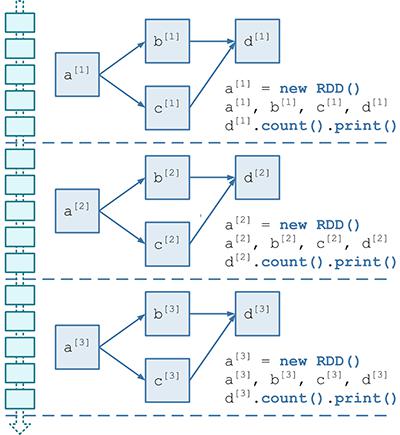 b[1] d[1]
a[1]
c[1]
a[1] = new RDD()
a[1], b[1], c[1], d[1]
d[1].count().print()
b[2] d[2]
a[2]
c[2]
a[2] = new RDD()
a[2], b[2], c[2], d[2]
d[2].count().print()
b[3] d[3]
a[3]
c[3]
a[3] = new RDD()
a[3], b[3], c[3], d[3]
d[3].count().print()